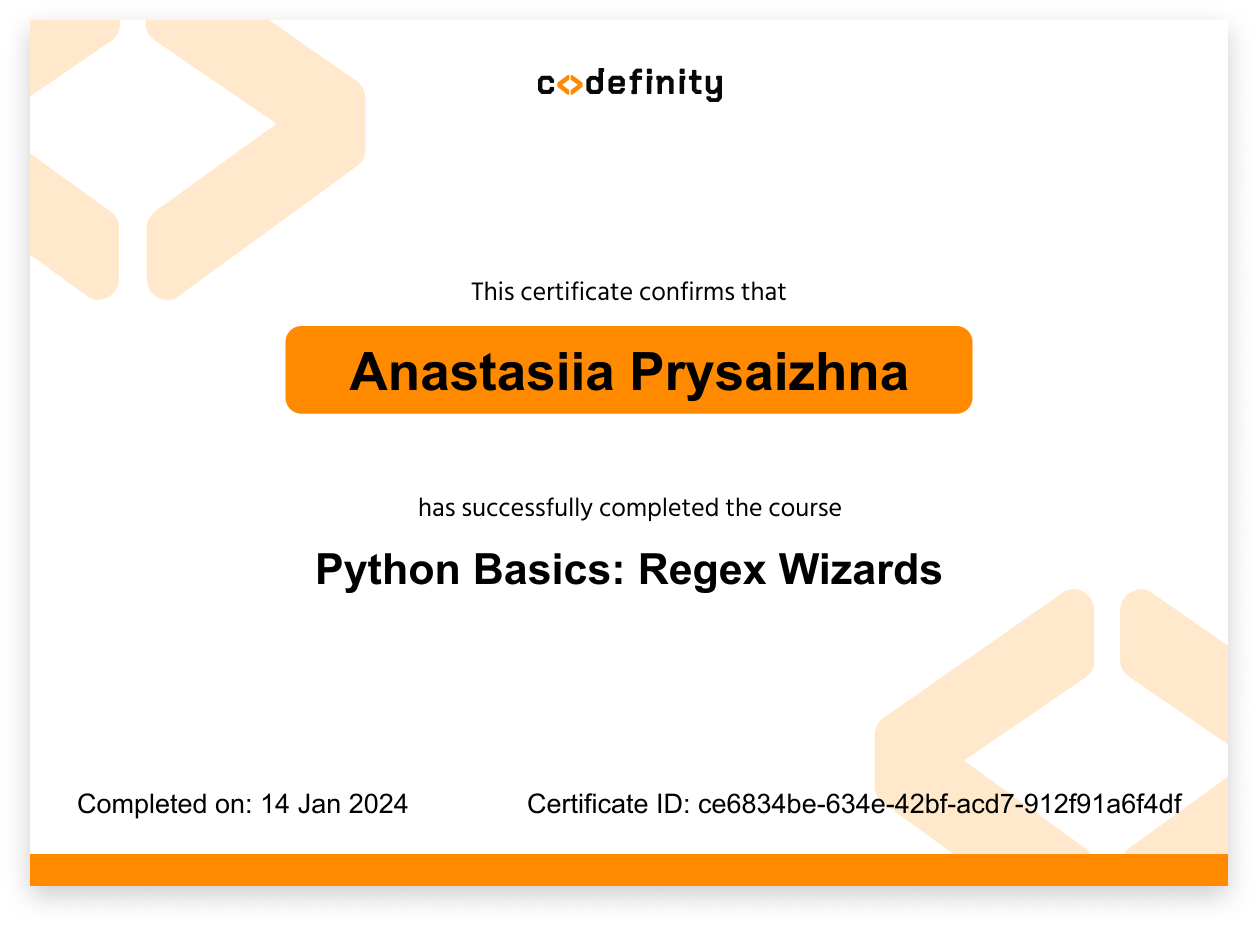 codefinity
This certificate confirms that
Anastasiia Prysaizhna
has successfully completed the course
Python Basics: Regex Wizards
Completed on: 14 Jan 2024
Certificate ID: ce6834be-634e-42bf-acd7-912f91a6f4df